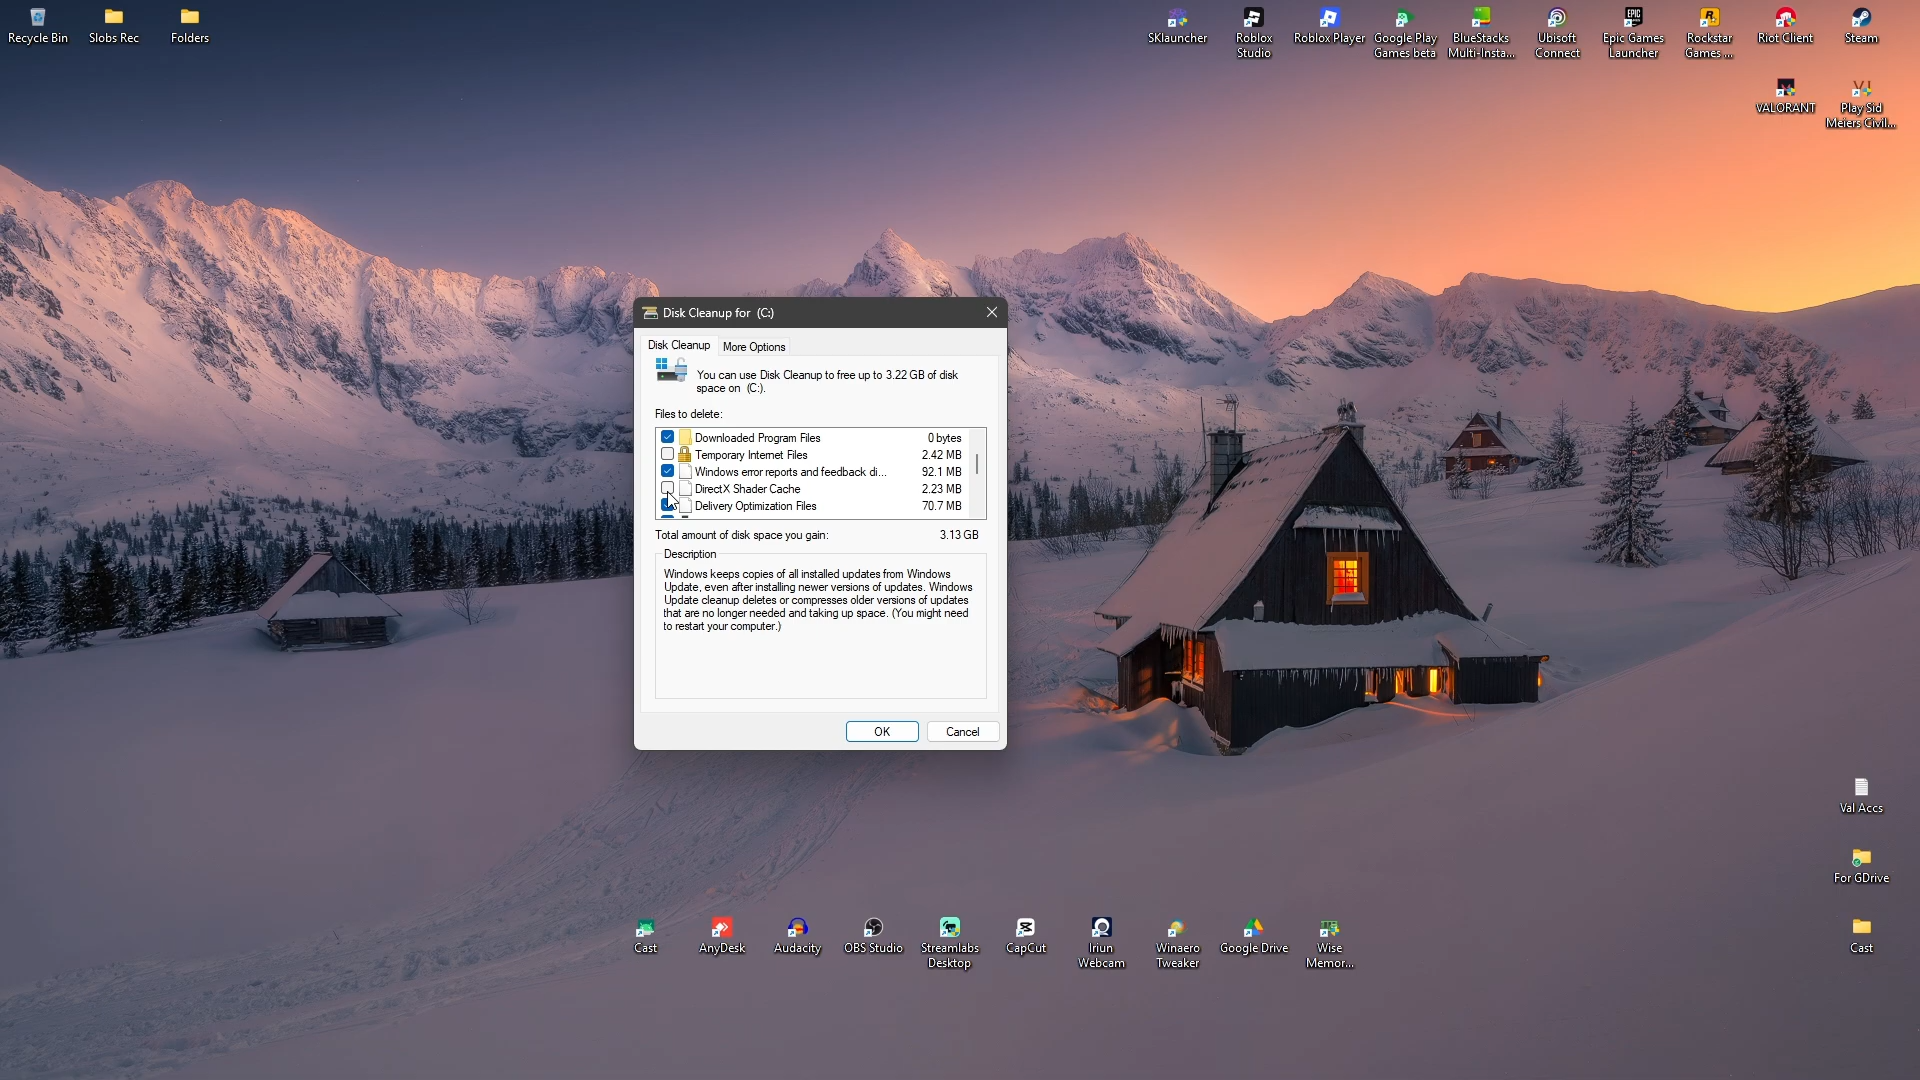 Recycle Bin
Slobs Rec
Folders
SKlauncher
Roblox
Studio
Roblox Player
Google Play
Games beta
BlueStacks
Multi-Insta...
Ubisoft
Connect
Epic Games
Launcher
Rockstar
Games ...
Riot Client
Steam
VALORANT
Play Sid
Meiers Civil...
Disk Cleanup for (C:)
Disk Cleanup
More Options
You can use Disk Cleanup to free up to 3.22 GB of disk
space on (C:).
Files to delete:
Downloaded Program Files 0 bytes
Temporary Internet Files 2.42 MB
Windows error reports and feedback di... 92.1 MB
DirectX Shader Cache 2.23 MB
Delivery Optimization Files 70.7 MB
Total amount of disk space you gain: 3.13 GB
Description
Windows keeps copies of all installed updates from Windows
Update, even after installing newer versions of updates. Windows
Update cleanup deletes or compresses older versions of updates
that are no longer needed and taking up space. (You might need
to restart your computer.)
OK
Cancel
Val Accs
For GDrive
Cast
AnyDesk
Audacity
OBS Studio
Streamlabs
Desktop
CapCut
Iriun
Webcam
Winaero
Tweaker
Google Drive
Wise
Memor...
Cast